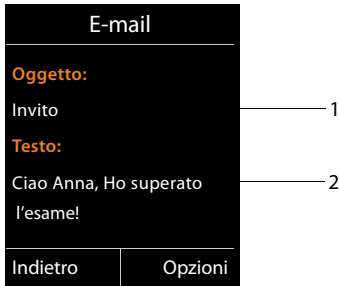 E-mail
Oggetto:
Invito 1
Testo:
Ciao Anna, Ho superato 2
l'esame!
Indietro Opzioni